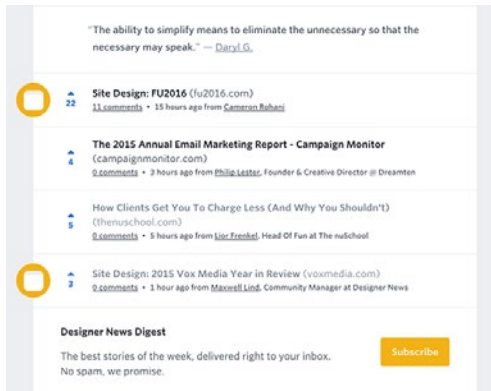 "The ability to simplify means to eliminate the unnecessary so that the
necessary may speak." — Daryl G.
Site Design: FU2016 (fu2016.com)
22
11 comments • 15 hours ago from Cameron Rohani
The 2015 Annual Email Marketing Report - Campaign Monitor
(campaignmonitor.com)
4
0 comments • 3 hours ago from Philip Lester, Founder & Creative Director @ Dreamten
How Clients Get You To Charge Less (And Why You Shouldn't)
(thenuschool.com)
5
0 comments • 5 hours ago from Lior Frenkel, Head Of Fun at The nuSchool
Site Design: 2015 Vox Media Year in Review (voxmedia.com)
3
0 comments • 1 hour ago from Maxwell Lind, Community Manager at Designer News
Designer News Digest
The best stories of the week, delivered right to your inbox.
No spam, we promise.
Subscribe